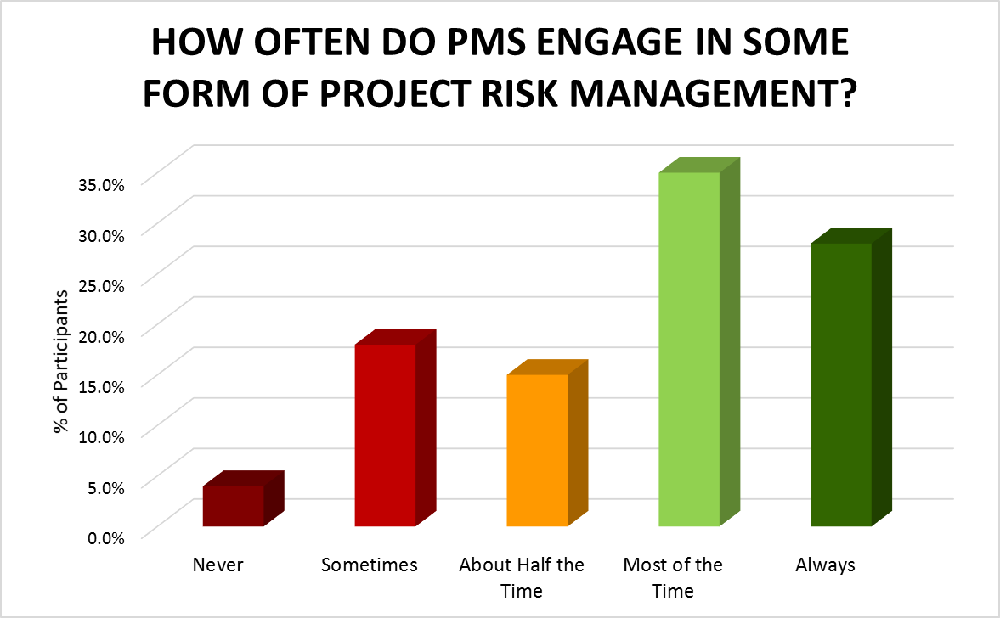 HOW OFTEN DO PMS ENGAGE IN SOME
FORM OF PROJECT RISK MANAGEMENT?
% of Participants
35.0%
30.0%
25.0%
20.0%
15.0%
10.0%
5.0%
0.0%
Never
Sometimes
About Half the
Time
Most of the
Time
Always